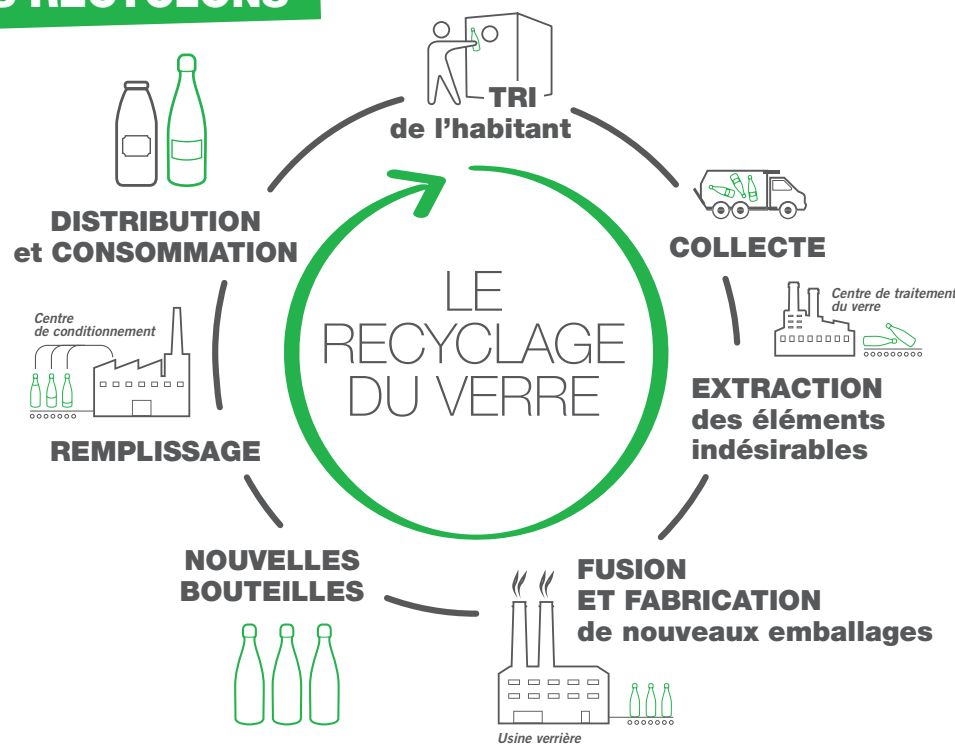 RECYCLONS
TRI
de l'habitant
COLLECTE
Centre de traitement
du verre
EXTRACTION
des éléments
indésirables
FUSION
ET FABRICATION
de nouveaux emballages
Usine verrière
NOUVELLES
BOUTEILLES
REMPLISSAGE
Centre
de conditionnement
DISTRIBUTION
et CONSOMMATION
LE
RECYCLAGE
DU VERRE